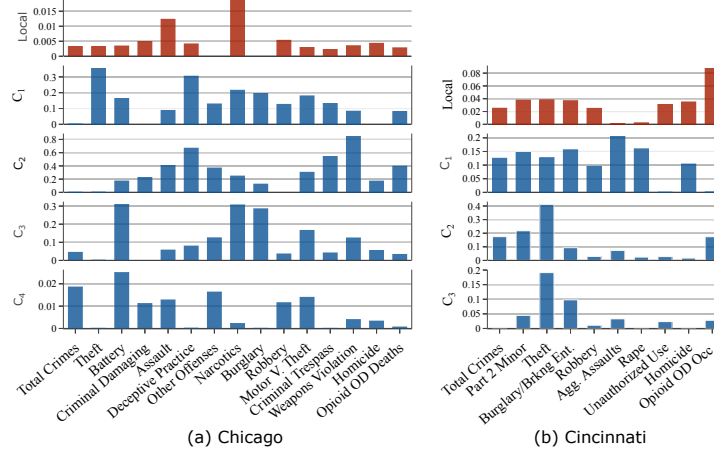 Local
0.015
0.01
0.005
0
C1
0.3
0.2
0.1
0
C2
0.8
0.6
0.4
0.2
0
C3
0.3
0.2
0.1
0
C4
0.02
0.01
0
Total Crimes
Theft
Battery
Criminal Damaging
Assault
Deceptive Practice
Other Offenses
Narcotics
Burglary
Robbery
Motor V. Theft
Criminal Trespass
Weapons Violation
Homicide
Opioid OD Deaths
(a) Chicago
Local
0.08
0.06
0.04
0.02
0
C1
0.2
0.15
0.1
0.05
0
C2
0.4
0.3
0.2
0.1
0
C3
0.2
0.15
0.1
0.05
0
Total Crimes
Part 2 Minor
Theft
Burglary/Brkng Ent.
Robbery
Agg. Assaults
Rape
Unauthorized Use
Homicide
Opioid OD Occ
(b) Cincinnati